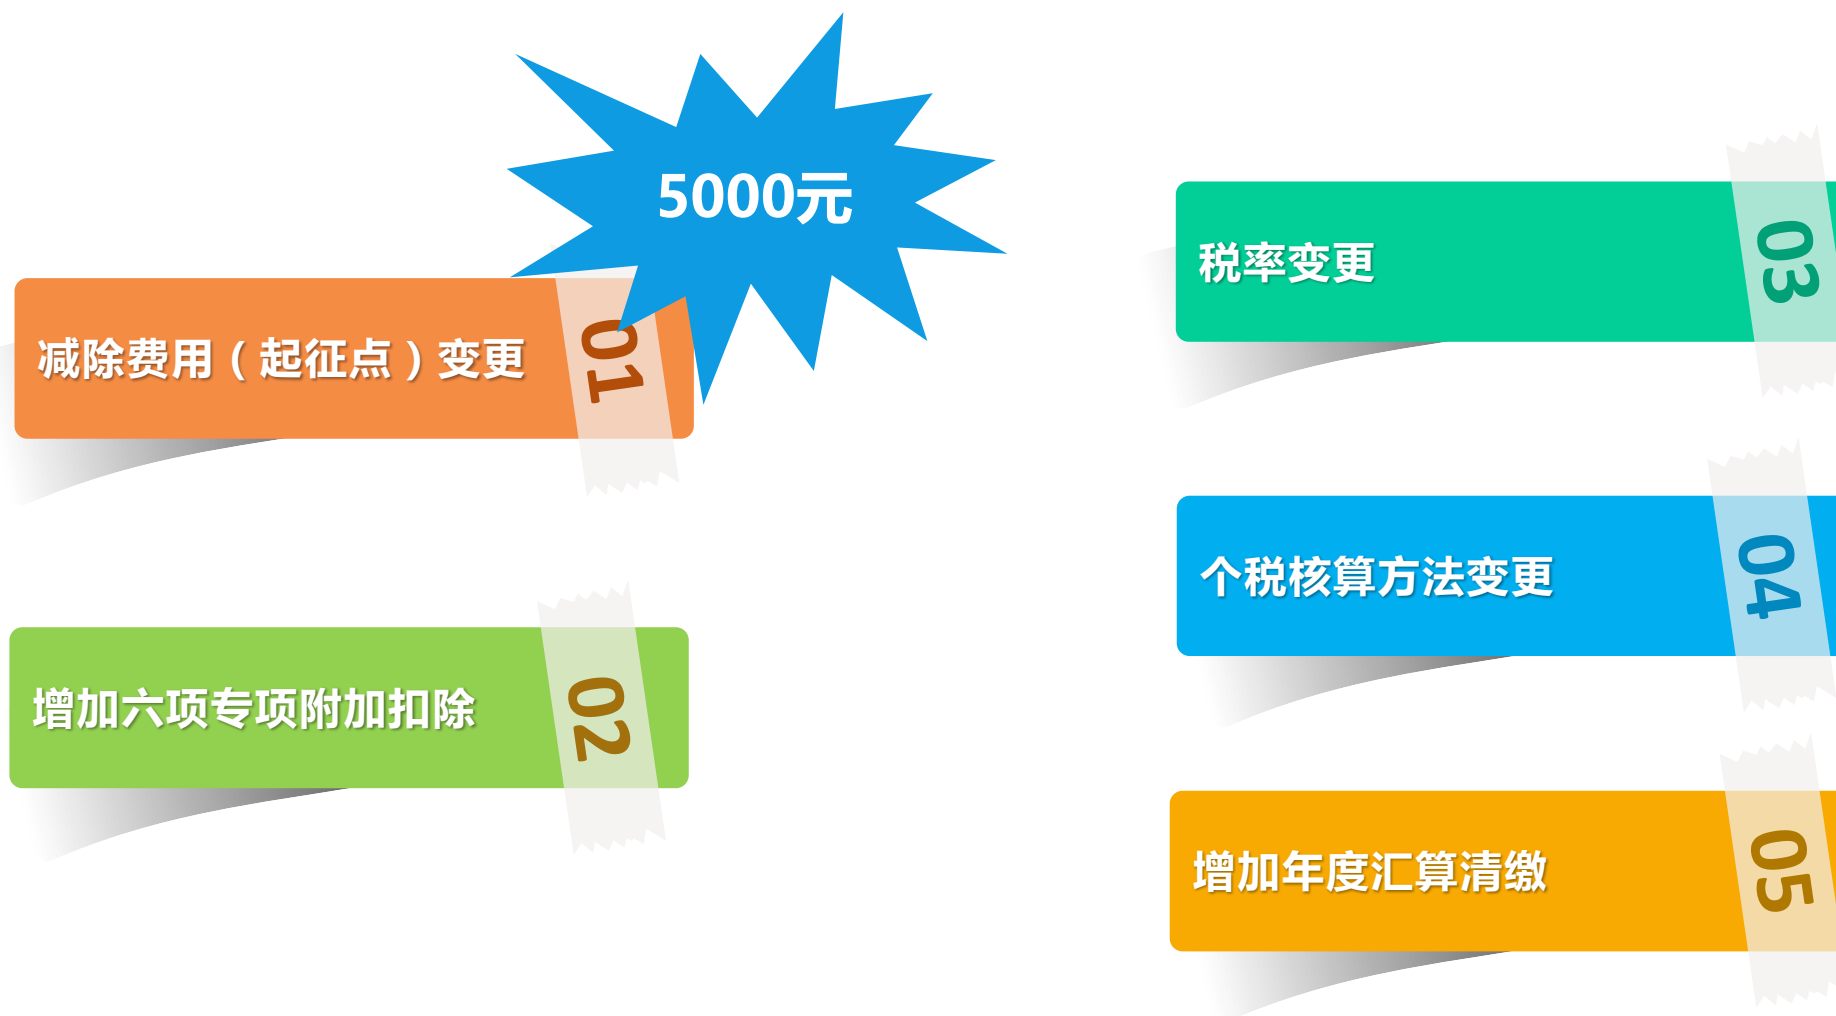 5000元
减除费用（起征点）变更
01
增加六项专项附加扣除
02
税率变更
03
个税核算方法变更
04
增加年度汇算清缴
05